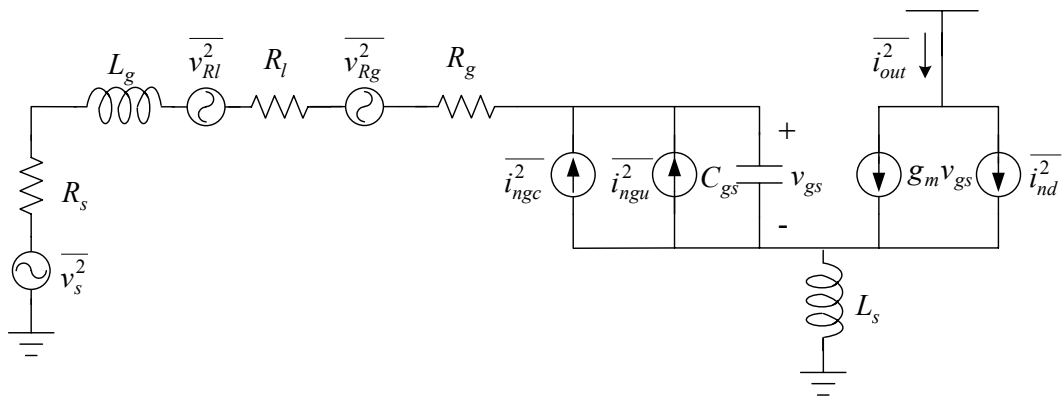 L_g
\overline{v_{Rl}^2}
R_l
\overline{v_{Rg}^2}
R_g
\overline{i_{out}^2}
R_s
\overline{v_s^2}
\overline{i_{ngc}^2}
\overline{i_{ngu}^2}
C_{gs}
+
v_{gs}
-
g_m v_{gs}
\overline{i_{nd}^2}
L_s